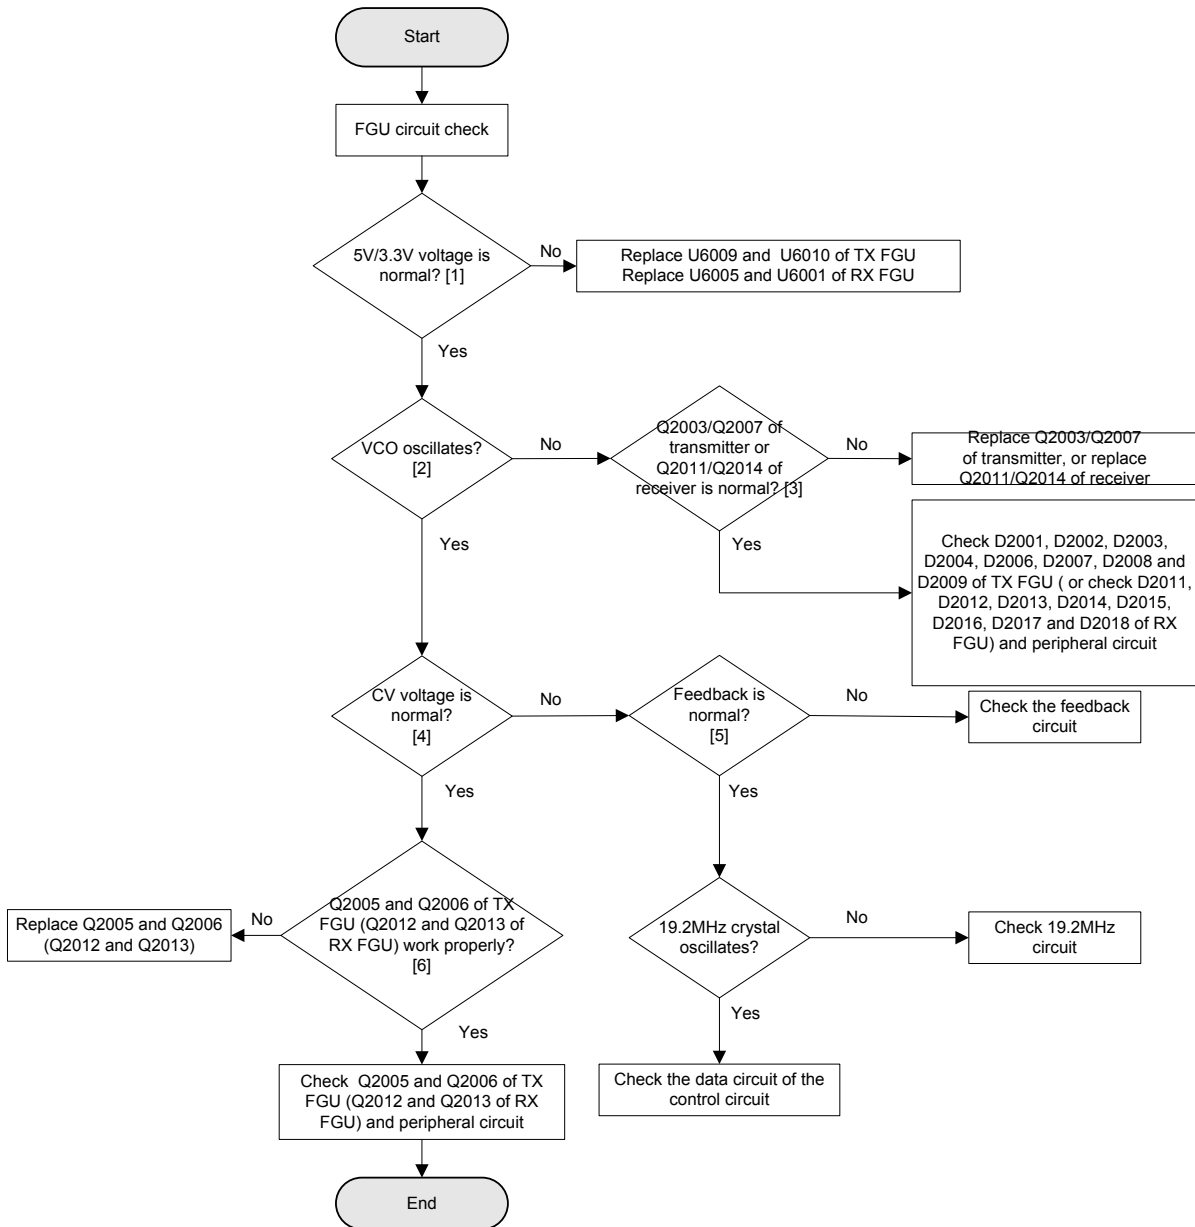 Start
FGU circuit check
5V/3.3V voltage is
normal? [1]
No
Replace U6009 and U6010 of TX FGU
Replace U6005 and U6001 of RX FGU
Yes
VCO oscillates?
[2]
No
Q2003/Q2007 of
transmitter or
Q2011/Q2014 of
receiver is normal? [3]
No
Replace Q2003/Q2007
of transmitter, or replace
Q2011/Q2014 of receiver
Yes
Yes
Check D2001, D2002, D2003,
D2004, D2006, D2007, D2008 and
D2009 of TX FGU ( or check D2011,
D2012, D2013, D2014, D2015,
D2016, D2017 and D2018 of RX
FGU) and peripheral circuit
CV voltage is
normal?
[4]
No
Feedback is
normal?
[5]
No
Check the feedback
circuit
Yes
Yes
Q2005 and Q2006 of TX
FGU (Q2012 and Q2013 of
RX FGU) work properly?
[6]
No
Replace Q2005 and Q2006
(Q2012 and Q2013)
19.2MHz crystal
oscillates?
No
Check 19.2MHz
circuit
Yes
Yes
Check Q2005 and Q2006 of TX
FGU (Q2012 and Q2013 of RX
FGU) and peripheral circuit
Check the data circuit of the
control circuit
End